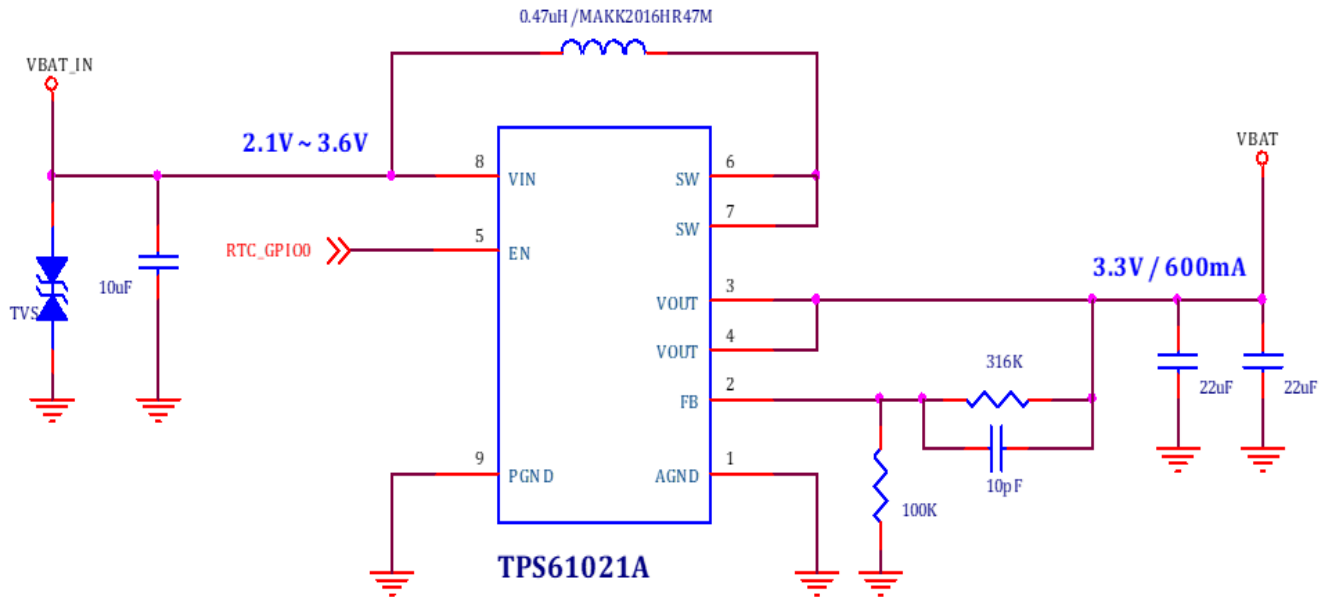 0.47uH/MAKK2016HR47M
VBAT_IN
2.1V ~ 3.6V
VBAT
8
VIN
6
SW
7
SW
RTC_GPIO0
5
EN
3.3V / 600mA
3
VOUT
10uF
TVS
4
VOUT
316K
22uF
22uF
2
FB
9
PGND
1
AGND
10pF
100K
TPS61021A